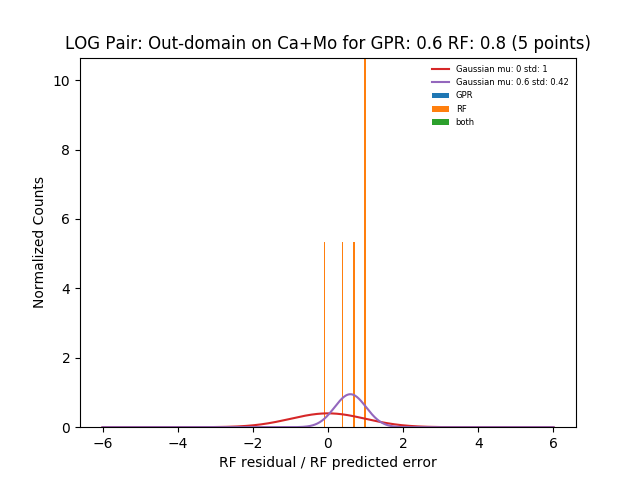 LOG Pair: Out-domain on Ca+Mo for GPR: 0.6 RF: 0.8 (5 points)
Gaussian mu: 0 std: 1
Gaussian mu: 0.6 std: 0.42
GPR
RF
both
Normalized Counts
10
8
6
4
2
0
−6 −4 −2 0 2 4 6
RF residual / RF predicted error